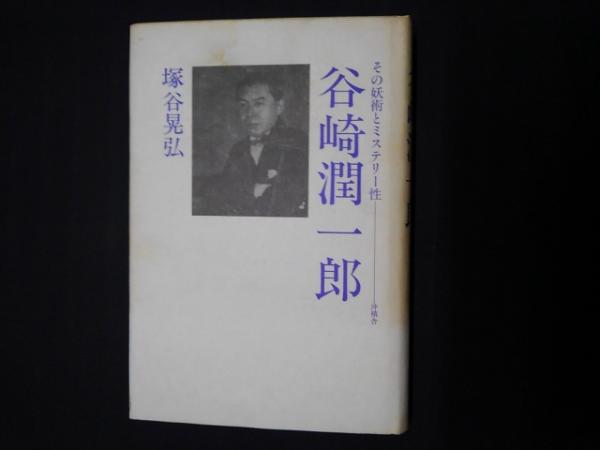 その妖術とミステリー性
沖積舎
谷崎潤一郎
塚谷晃弘